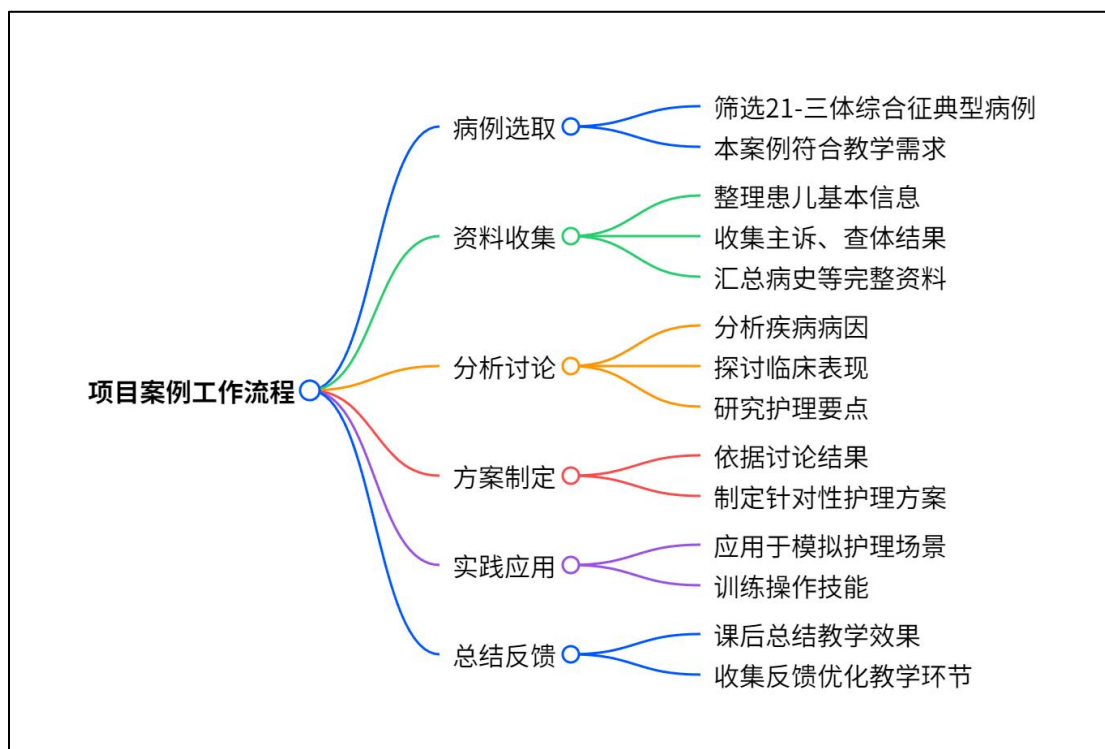 项目案例工作流程
病例选取
筛选21-三体综合征典型病例
本案例符合教学需求
资料收集
整理患儿基本信息
收集主诉、查体结果
汇总病史等完整资料
分析讨论
分析疾病病因
探讨临床表现
研究护理要点
方案制定
依据讨论结果
制定针对性护理方案
实践应用
应用于模拟护理场景
训练操作技能
总结反馈
课后总结教学效果
收集反馈优化教学环节